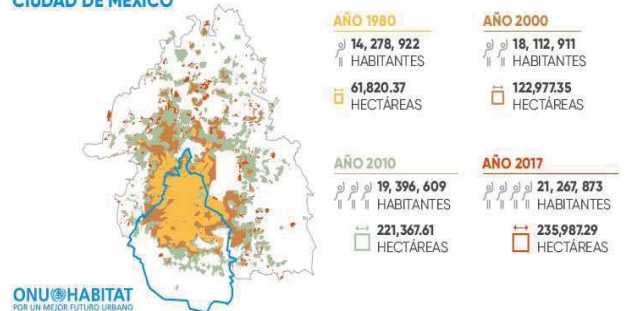 CIUDAD DE MÉXICO
AÑO 1980
14, 278, 922
HABITANTES
61,820.37
HECTÁREAS
AÑO 2000
18, 112, 911
HABITANTES
122,977.35
HECTÁREAS
AÑO 2010
19, 396, 609
HABITANTES
221,367.61
HECTÁREAS
AÑO 2017
21, 267, 873
HABITANTES
235,987.29
HECTÁREAS
ONU HABITAT
POR UN MEJOR FUTURO URBANO